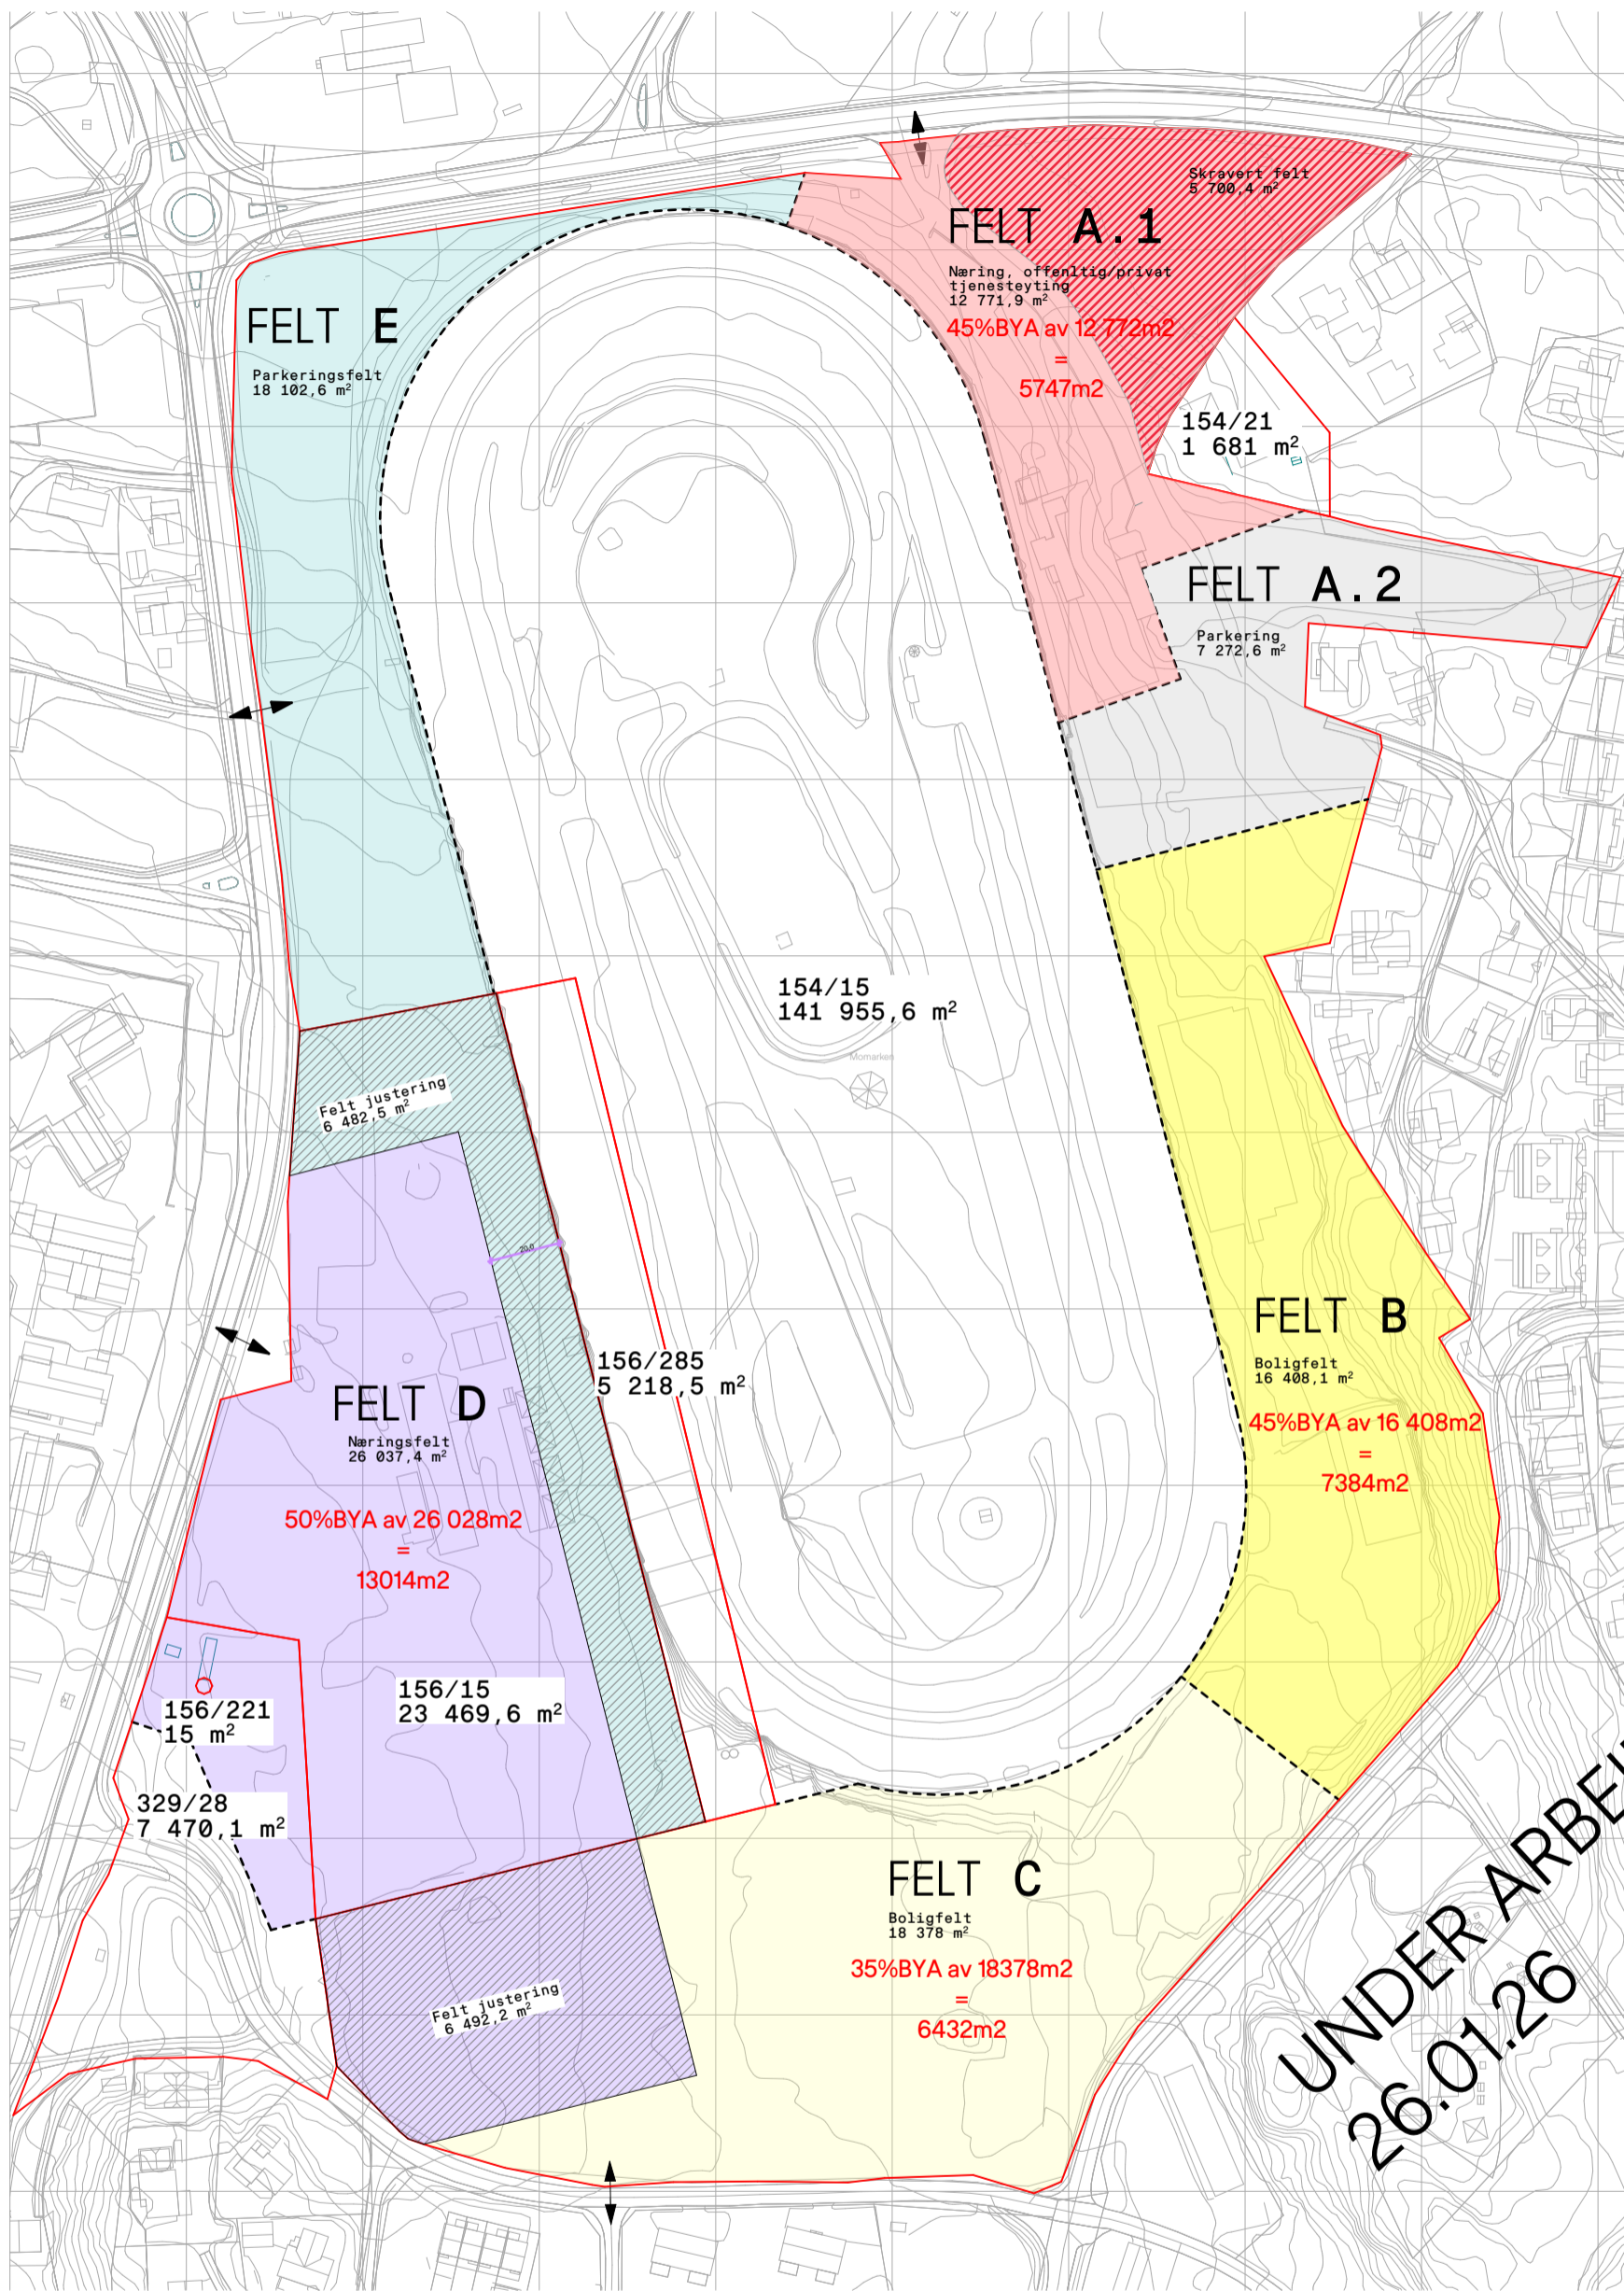 Skravert felt
5 700,4 m²
FELT A.1
Næring, offenltig/privat
tjenesteyting
12 771,9 m²
45%BYA av 12 772m2
=
5747m2
FELT E
Parkeringsfelt
18 102,6 m²
154/21
1 681 m²
FELT A.2
Parkering
7 272,6 m²
154/15
141 955,6 m²
Momarken
Felt justering
6 482,5 m²
20,0
FELT B
Boligfelt
16 408,1 m²
45%BYA av 16 408m2
=
7384m2
156/285
5 218,5 m²
FELT D
Næringsfelt
26 037,4 m²
50%BYA av 26 028m2
=
13014m2
156/15
23 469,6 m²
156/221
15 m²
329/28
7 470,1 m²
FELT C
Boligfelt
18 378 m²
35%BYA av 18378m2
=
6432m2
Felt justering
6 492,2 m²
UNDER ARBEI
26.01.26